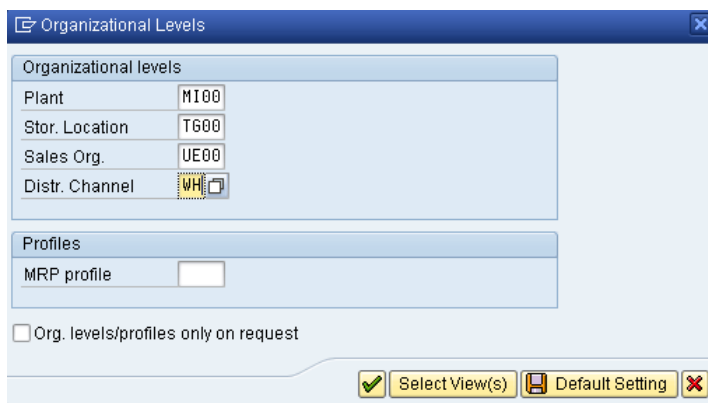 Organizational Levels
Organizational levels
Plant MI00
Stor. Location TG00
Sales Org. UE00
Distr. Channel WH
Profiles
MRP profile
Org. levels/profiles only on request
Select View(s) Default Setting